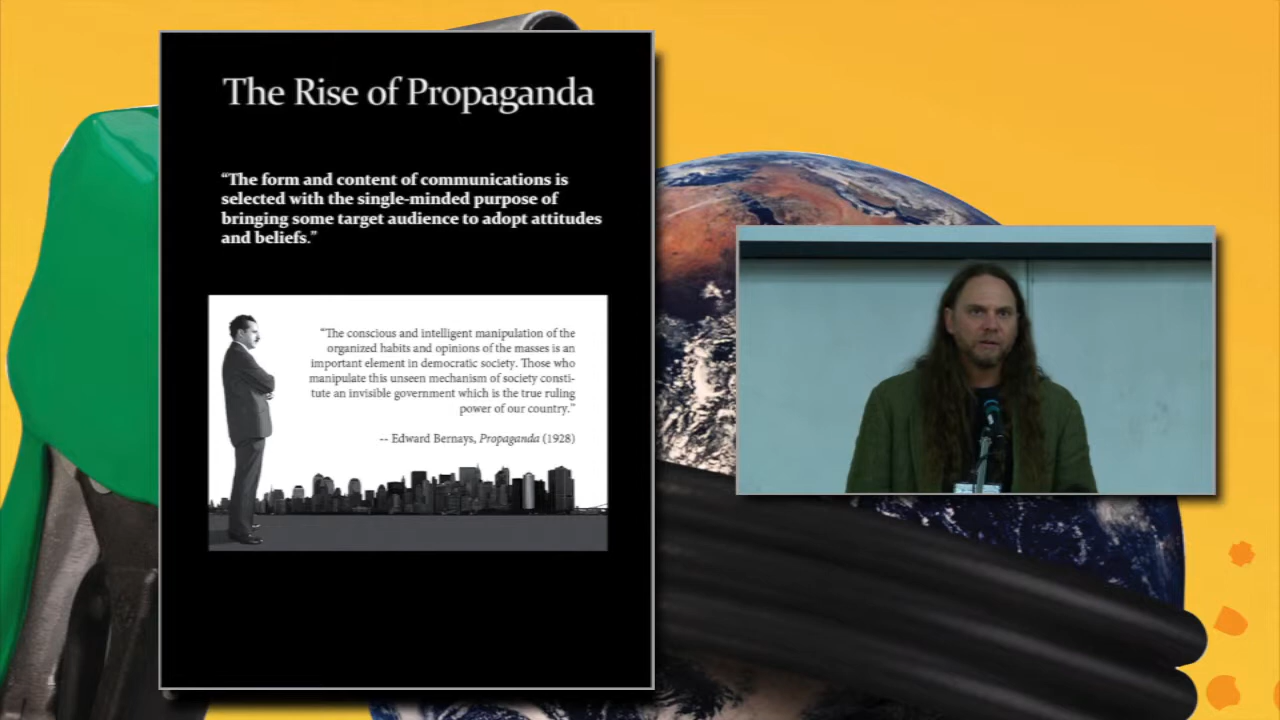 The Rise of Propaganda
“The form and content of communications is
selected with the single-minded purpose of
bringing some target audience to adopt attitudes
and beliefs.”
“The conscious and intelligent manipulation of the
organized habits and opinions of the masses is an
important element in democratic society. Those who
manipulate this unseen mechanism of society consti-
tute an invisible government which is the true ruling
power of our country.”
-- Edward Bernays, Propaganda (1928)